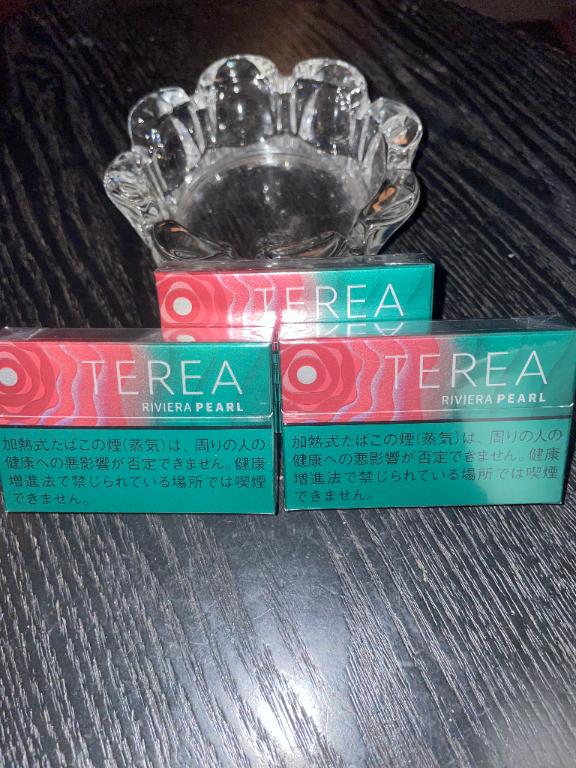 TEREA
TEREA
RIVIERA PEARL
加熱式たばこの煙(蒸気)は、周りの人の
健康への悪影響が否定できません。健康
増進法で禁じられている場所では喫煙
できません。
TEREA
RIVIERA PEARL
加熱式たばこの煙(蒸気)は、周りの人の
健康への悪影響が否定できません。健康
増進法で禁じられている場所では喫煙
できません。